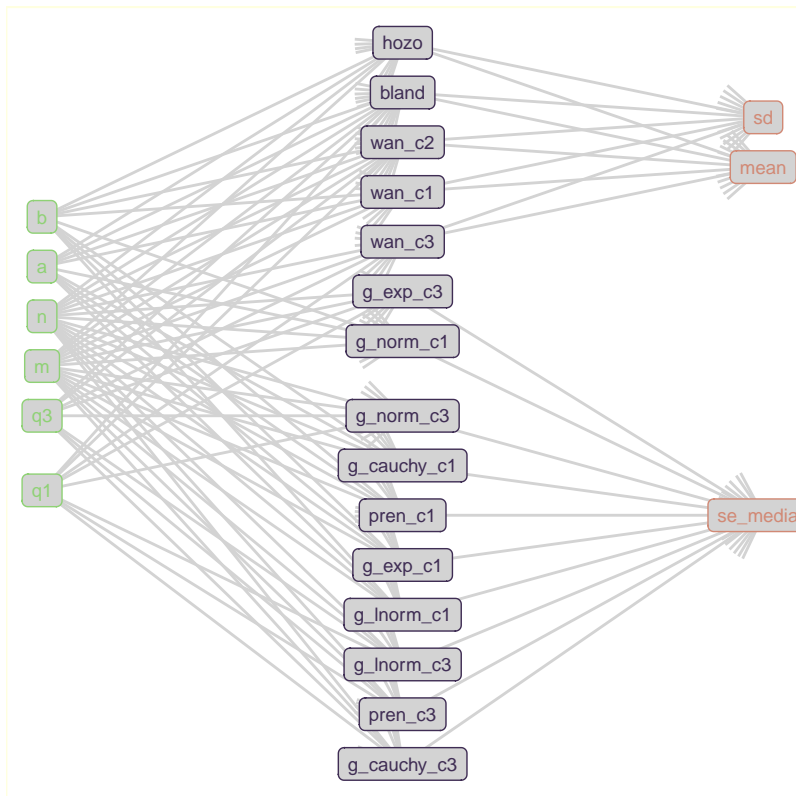 hozo
bland
sd
wan_c2
mean
wan_c1
b
wan_c3
a
g_exp_c3
n
g_norm_c1
m
q3
g_norm_c3
g_cauchy_c1
q1
pren_c1
se_media
g_exp_c1
g_lnorm_c1
g_lnorm_c3
pren_c3
g_cauchy_c3